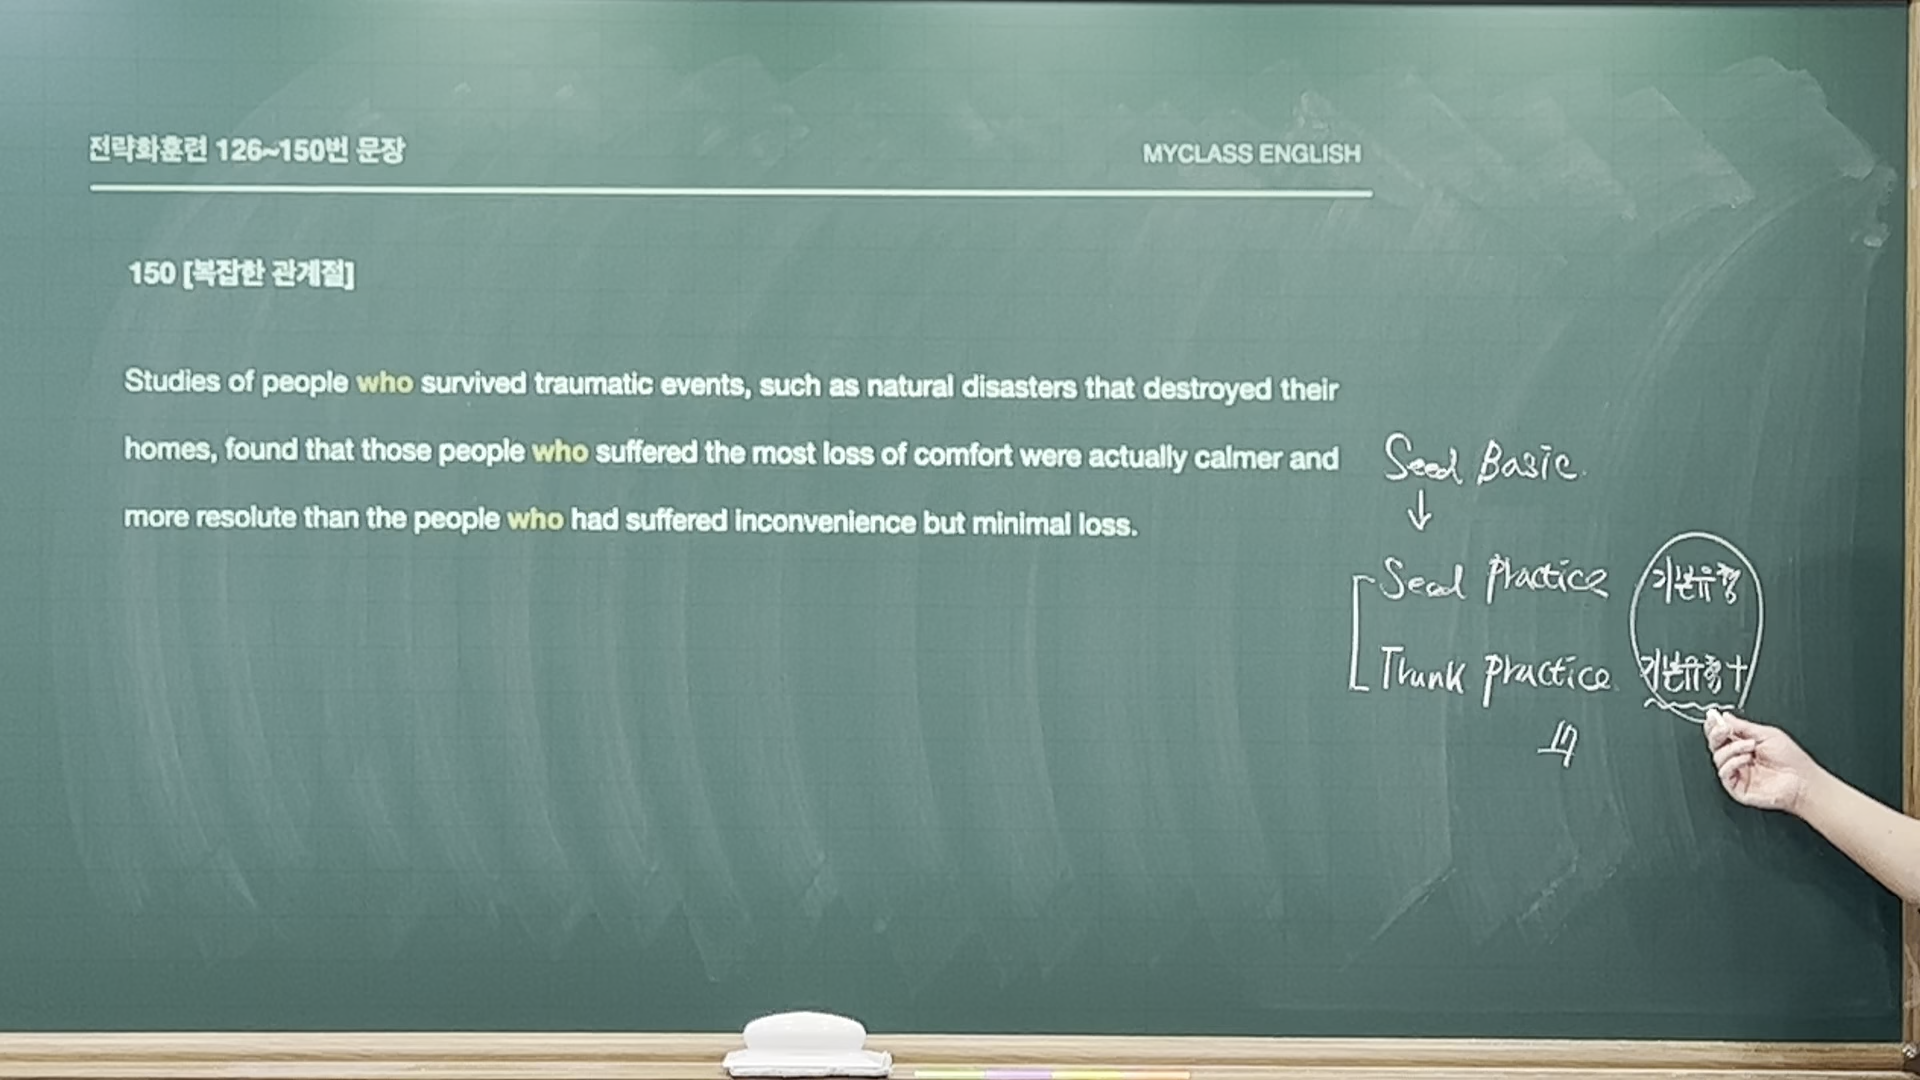 전략화훈련 126~150번 문장
MYCLASS ENGLISH
150 [복잡한 관계절]
Studies of people who survived traumatic events, such as natural disasters that destroyed their
homes, found that those people who suffered the most loss of comfort were actually calmer and
more resolute than the people who had suffered inconvenience but minimal loss.
Seed Basic.
↓
Seed Practice 기본유형
Trunk Practice 기본유형+